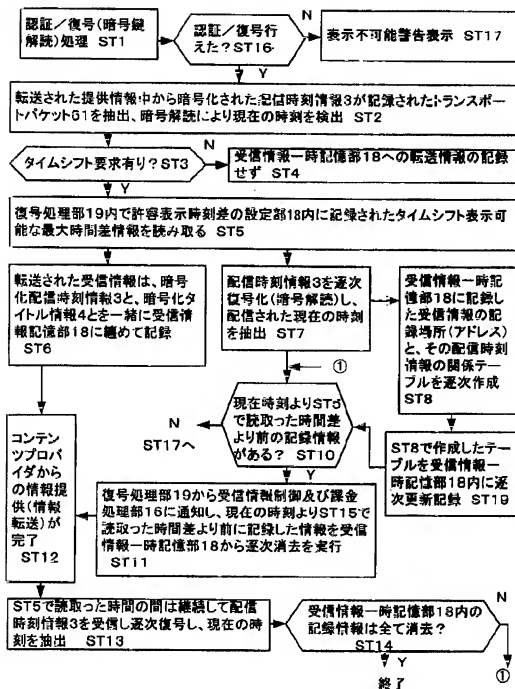 認証／復号(暗号鍵
解読)処理 ST1
認証／復号行
えた？ST16
N
表示不可能警告表示 ST17
Y
転送された提供情報中から暗号化された配信時刻情報3が記録されたトランスポー
トパケット61を抽出、暗号解読により現在の時刻を検出 ST2
タイムシフト要求有り？ST3
N
受信情報一時記憶部18への転送情報の記録
せず ST4
Y
復号処理部19内で許容表示時刻差の設定部18内に記録されたタイムシフト表示可
能な最大時間差情報を読み取る ST5
転送された受信情報は、暗号
化配信時刻情報3と、暗号化タ
イトル情報4とを一緒に受信情
報記憶部18に纏めて記録
ST6
配信時刻情報3を逐次
復号化(暗号解読)し、
配信された現在の時刻
を抽出 ST7
受信情報一時記
憶部18に記録し
た受信情報の記
録場所(アドレス)
と、その配信時刻
情報の関係テーブ
ルを逐次作成
ST8
①
現在時刻よりST5
で読取った時間差
より前の記録情報
がある？ ST10
N
ST17へ
Y
ST8で作成したテー
ブルを受信情報一
時記憶部18内に逐
次更新記録 ST19
コンテン
ツプロバ
イダか
らの情報提
供(情報
転送)が
完了
ST12
復号処理部19から受信情報制御及び課金
処理部16に通知し、現在の時刻よりST15で
読取った時間差より前に記録した情報を受信
情報一時記憶部18から逐次消去を実行
ST11
ST5で読取った時間の間は継続して配信
時刻情報3を受信し逐次復号し、現在の時
刻を抽出 ST13
受信情報一時記憶部18内の
記録情報は全て消去？
ST14
N
Y
終了
①